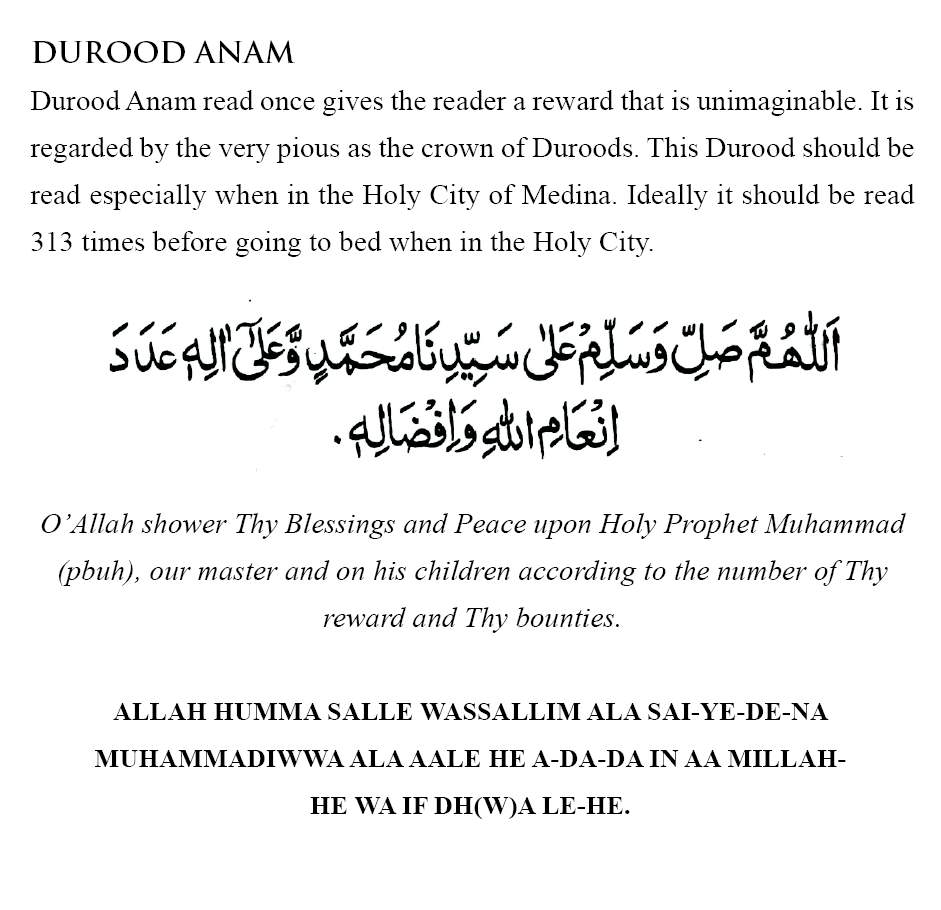 DUROOD ANAM
Durood Anam read once gives the reader a reward that is unimaginable. It is
regarded by the very pious as the crown of Duroods. This Durood should be
read especially when in the Holy City of Medina. Ideally it should be read
313 times before going to bed when in the Holy City.
اَللّٰهُمَّ صَلِّ وَسَلِّمْ عَلٰى سَيِّدِنَا مُحَمَّدٍ وَّعَلٰٓى اٰلِهٖ عَدَدَ
اِنْعَامِ اللّٰهِ وَاِفْضَالِهٖ.
O’Allah shower Thy Blessings and Peace upon Holy Prophet Muhammad
(pbuh), our master and on his children according to the number of Thy
reward and Thy bounties.
ALLAH HUMMA SALLE WASSALLIM ALA SAI-YE-DE-NA
MUHAMMADIWWA ALA AALE HE A-DA-DA IN AA MILLAH-
HE WA IF DH(W)A LE-HE.